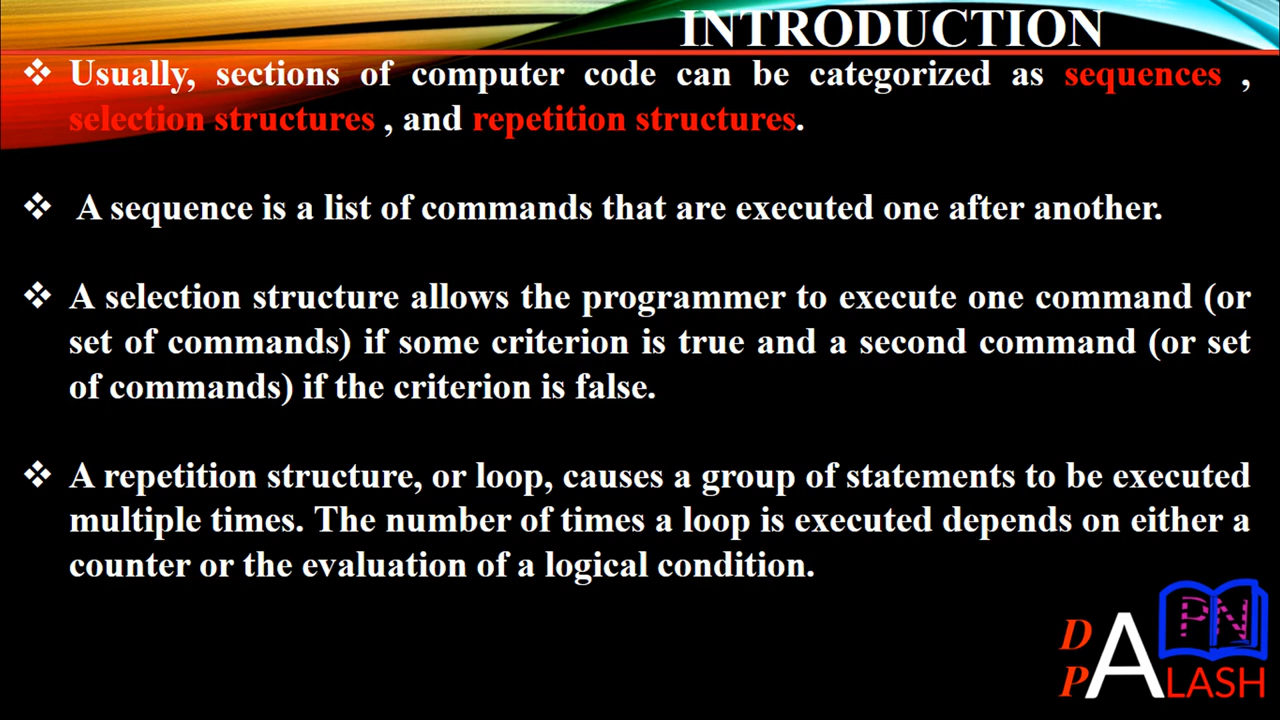 INTRODUCTION
❖ Usually, sections of computer code can be categorized as sequences ,
selection structures , and repetition structures.
❖ A sequence is a list of commands that are executed one after another.
❖ A selection structure allows the programmer to execute one command (or
set of commands) if some criterion is true and a second command (or set
of commands) if the criterion is false.
❖ A repetition structure, or loop, causes a group of statements to be executed
multiple times. The number of times a loop is executed depends on either a
counter or the evaluation of a logical condition.
PN
D
P ALASH